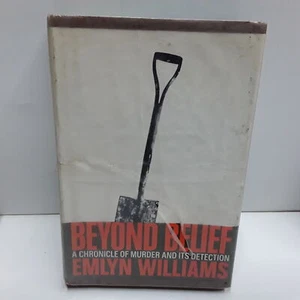 BEYOND BELIEF
A CHRONICLE OF MURDER AND ITS DETECTION
EMLYN WILLIAMS